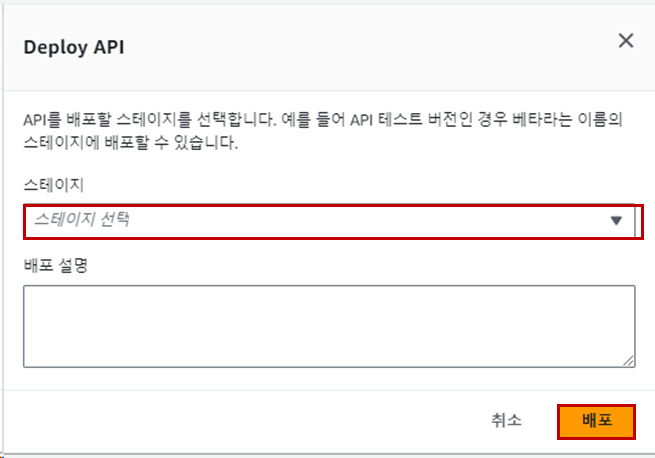 Deploy API
API를 배포할 스테이지를 선택합니다. 예를 들어 API 테스트 버전인 경우 베타라는 이름의
스테이지에 배포할 수 있습니다.
스테이지
스테이지 선택
배포 설명
취소
배포